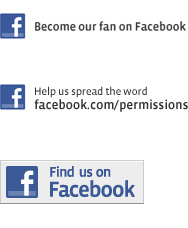 f Become our fan on Facebook
f Help us spread the word
facebook.com/permissions
f Find us on
Facebook